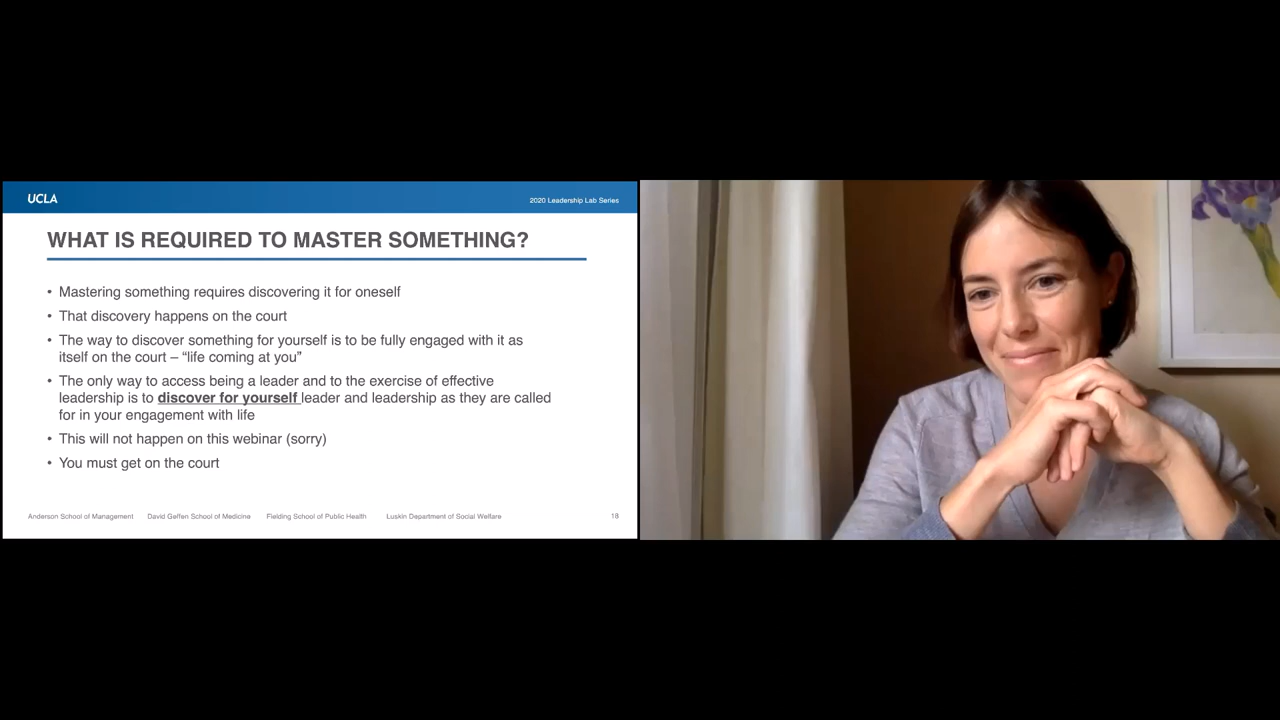 UCLA
2020 Leadership Lab Series
WHAT IS REQUIRED TO MASTER SOMETHING?
• Mastering something requires discovering it for oneself
• That discovery happens on the court
• The way to discover something for yourself is to be fully engaged with it as
itself on the court – “life coming at you”
• The only way to access being a leader and to the exercise of effective
leadership is to discover for yourself leader and leadership as they are called
for in your engagement with life
• This will not happen on this webinar (sorry)
• You must get on the court
Anderson School of Management David Geffen School of Medicine Fielding School of Public Health Luskin Department of Social Welfare 18